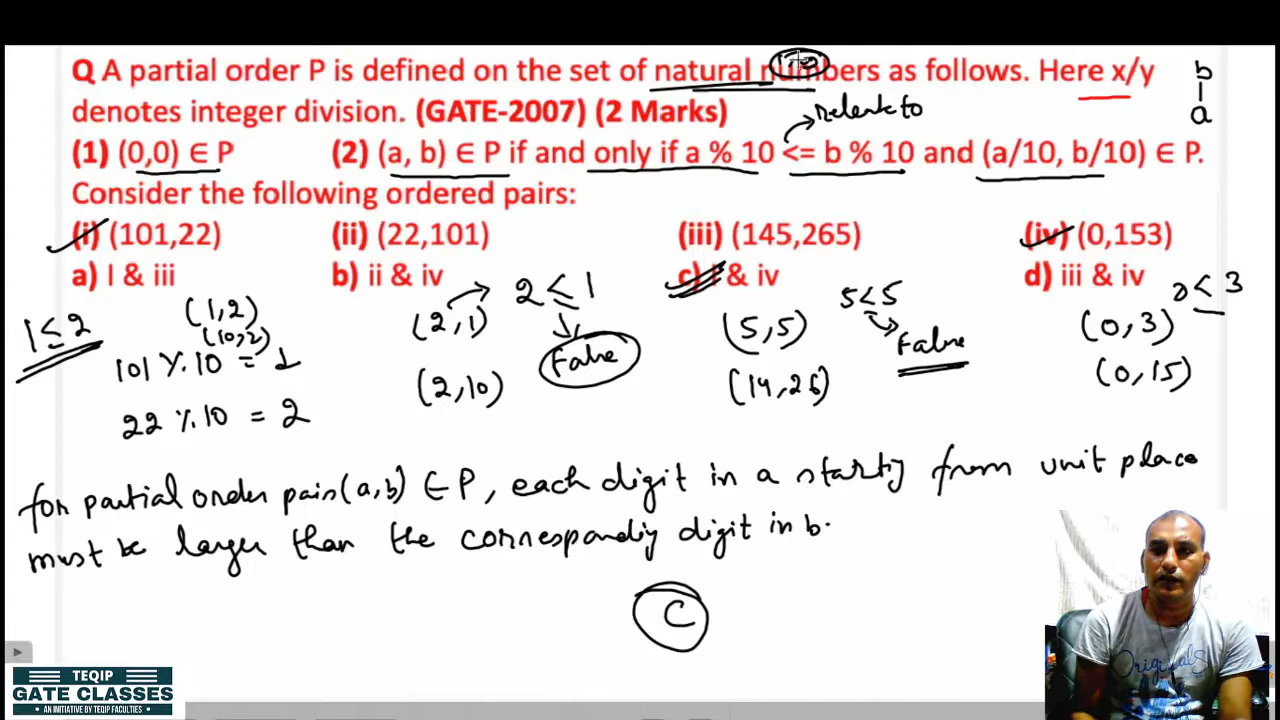 Q A partial order P is defined on the set of natural numbers as follows. Here x/y
denotes integer division. (GATE-2007) (2 Marks)
b
a
relente to
(1) (0,0) ∈ P (2) (a, b) ∈ P if and only if a % 10 <= b % 10 and (a/10, b/10) ∈ P.
Consider the following ordered pairs:
(i) (101,22) (ii) (22,101) (iii) (145,265) (iv) (0,153)
a) I & iii b) ii & iv c) I & iv d) iii & iv
1 ≤ 2
(1,2)
(10,2)
101 % 10 = 1
22 % 10 = 2
(2,1)
2 ≤ 1
False
(2,10)
5 ≤ 5
(5,5)
False
(14,26)
0 ≤ 3
(0,3)
(0,15)
for partial order pair (a,b) ∈ P, each digit in a starty from unit place
must be larger than the correspondiy digit in b.
C
TEQIP
GATE CLASSES
AN INITIATIVE BY TEQIP FACULTIES
Originals